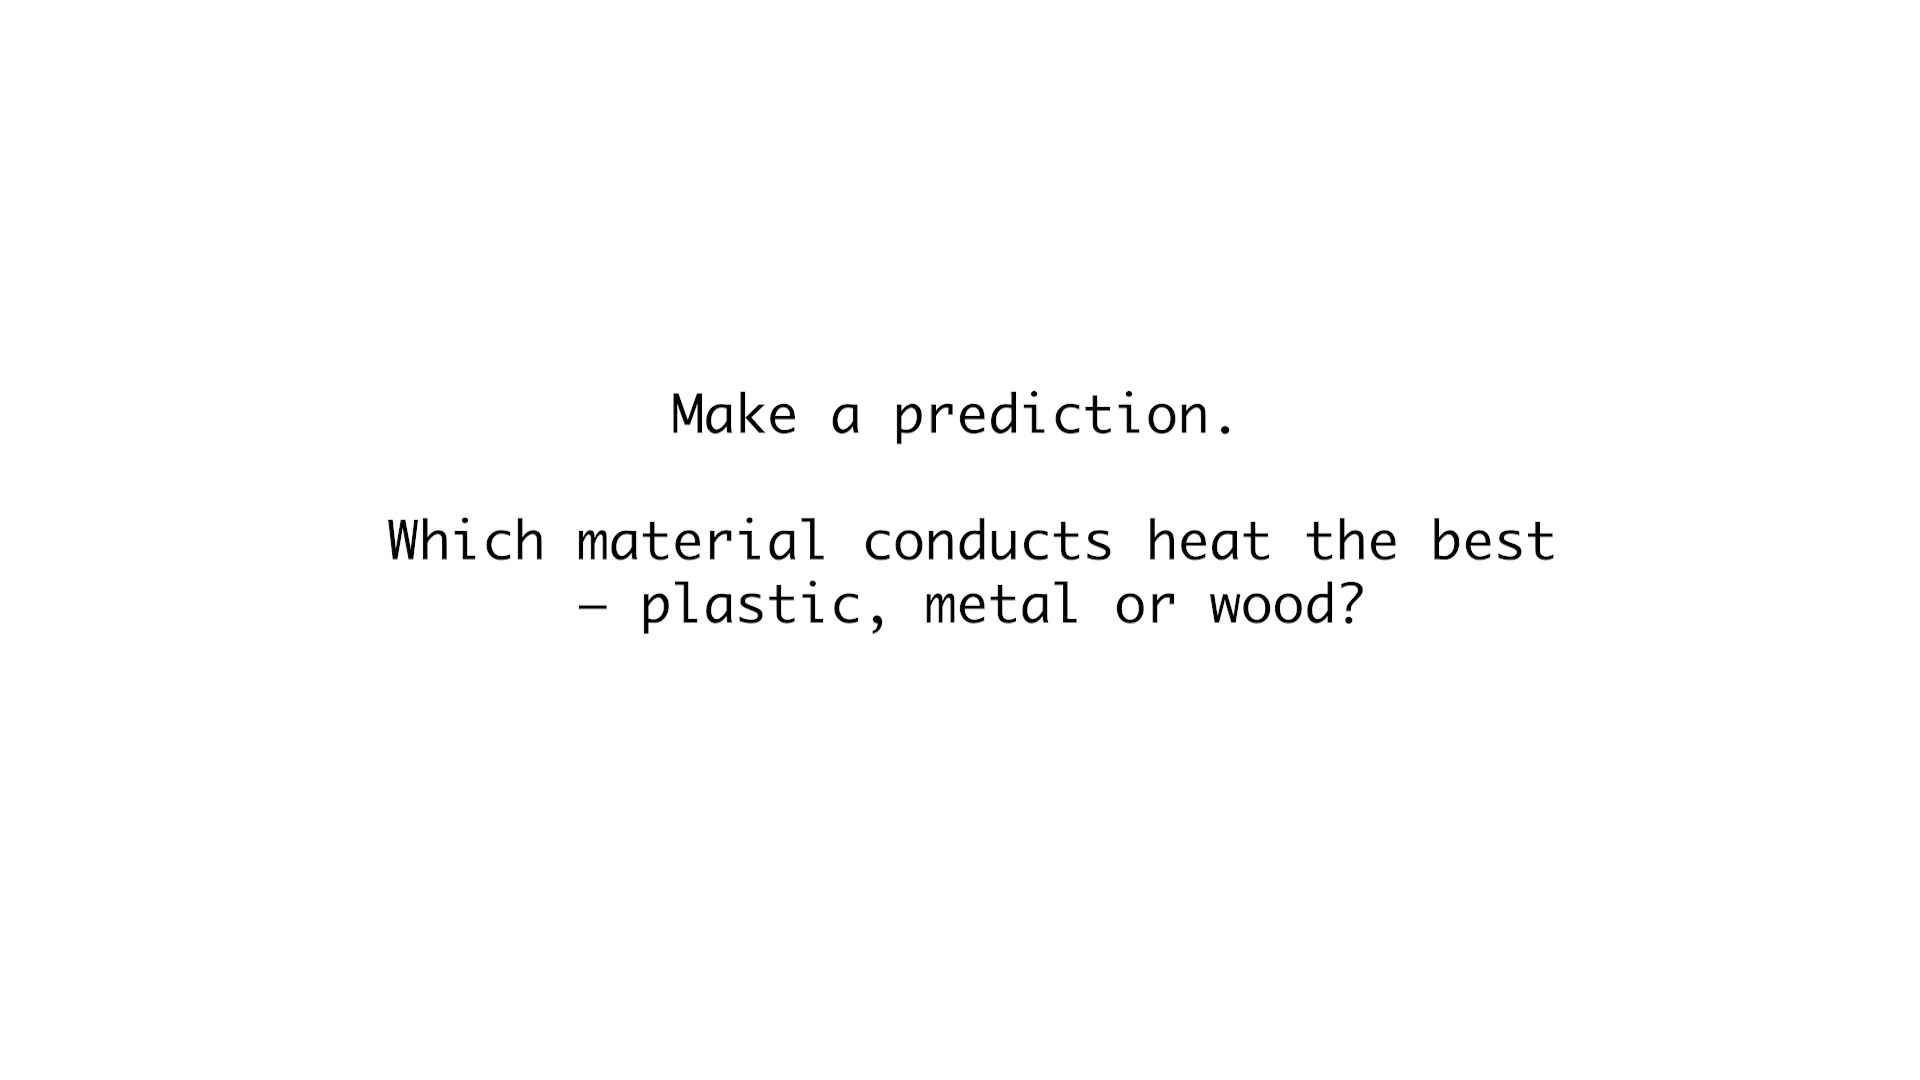 Make a prediction.
Which material conducts heat the best
– plastic, metal or wood?